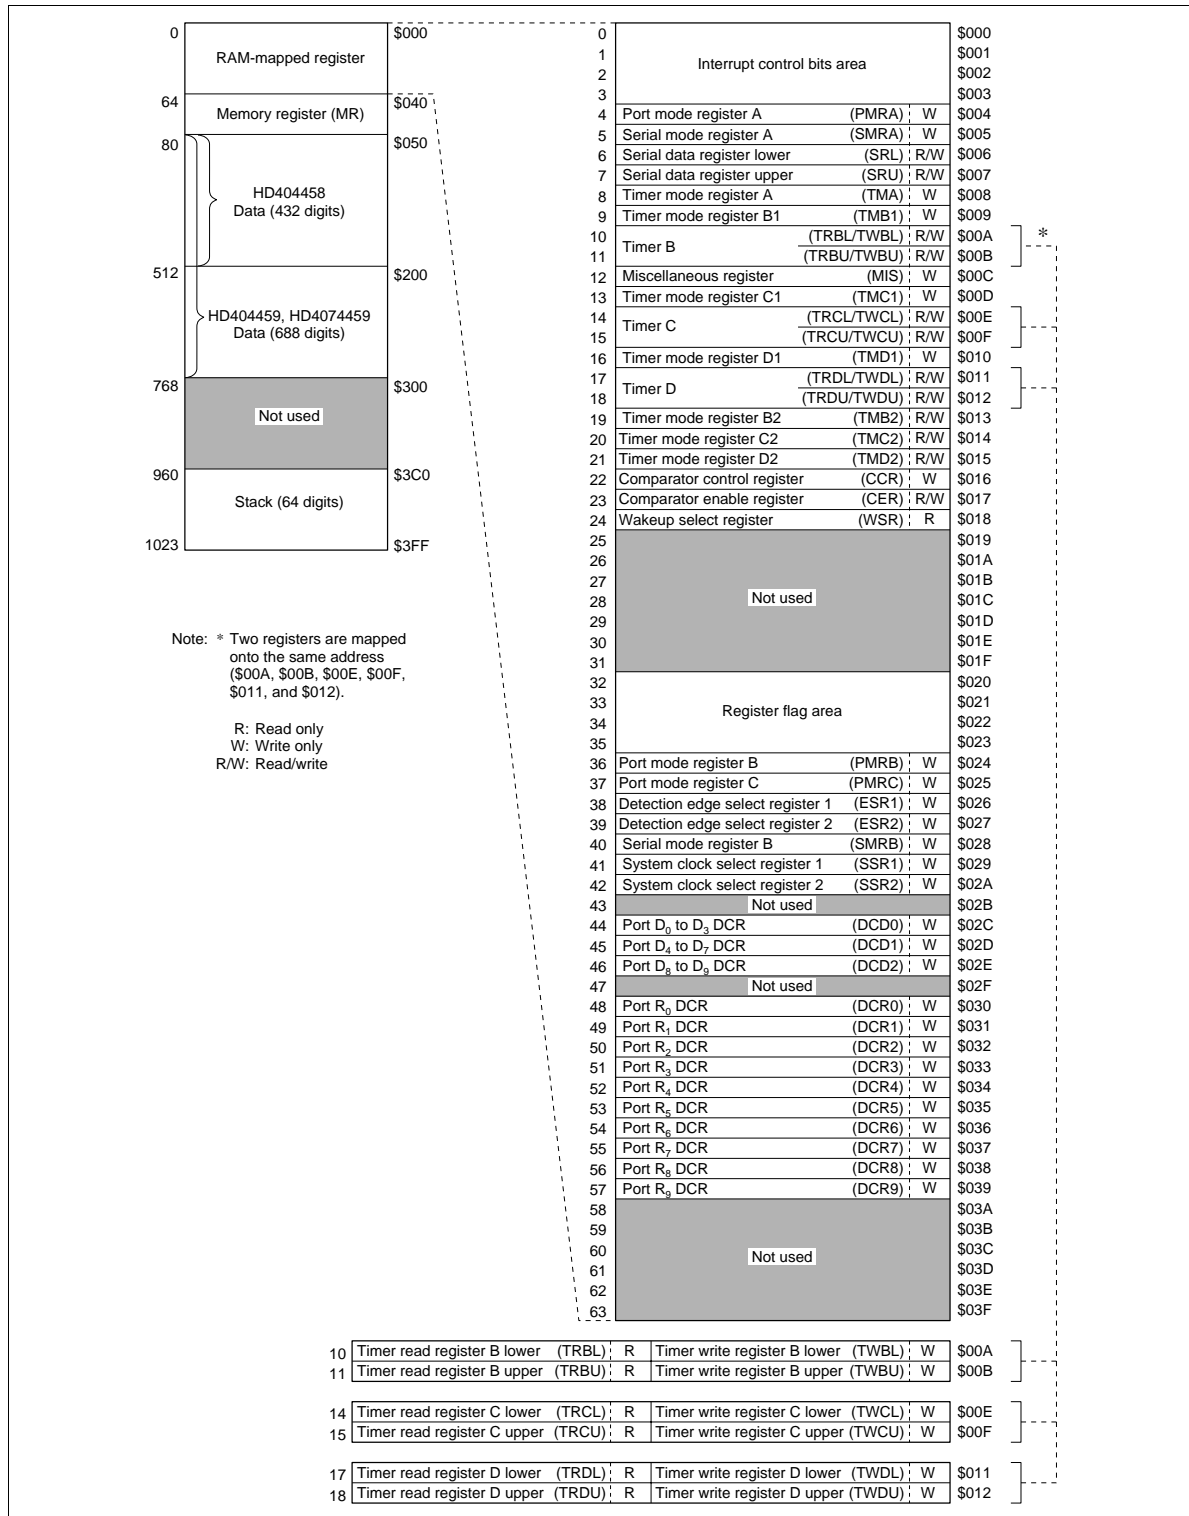 0 $000
RAM-mapped register
64 $040
Memory register (MR)
80 $050
HD404458
Data (432 digits)
512 $200
HD404459, HD4074459
Data (688 digits)
768 $300
Not used
960 $3C0
Stack (64 digits)
1023 $3FF
Note: * Two registers are mapped
onto the same address
($00A, $00B, $00E, $00F,
$011, and $012).
R: Read only
W: Write only
R/W: Read/write
0 $000
1 $001
Interrupt control bits area
2 $002
3 $003
4 Port mode register A (PMRA) W $004
5 Serial mode register A (SMRA) W $005
6 Serial data register lower (SRL) R/W $006
7 Serial data register upper (SRU) R/W $007
8 Timer mode register A (TMA) W $008
9 Timer mode register B1 (TMB1) W $009
10 (TRBL/TWBL) R/W $00A *
Timer B
11 (TRBU/TWBU) R/W $00B
12 Miscellaneous register (MIS) W $00C
13 Timer mode register C1 (TMC1) W $00D
14 (TRCL/TWCL) R/W $00E
Timer C
15 (TRCU/TWCU) R/W $00F
16 Timer mode register D1 (TMD1) W $010
17 (TRDL/TWDL) R/W $011
Timer D
18 (TRDU/TWDU) R/W $012
19 Timer mode register B2 (TMB2) R/W $013
20 Timer mode register C2 (TMC2) R/W $014
21 Timer mode register D2 (TMD2) R/W $015
22 Comparator control register (CCR) W $016
23 Comparator enable register (CER) R/W $017
24 Wakeup select register (WSR) R $018
25 $019
26 $01A
27 $01B
28 Not used $01C
29 $01D
30 $01E
31 $01F
32 $020
33 $021
Register flag area
34 $022
35 $023
36 Port mode register B (PMRB) W $024
37 Port mode register C (PMRC) W $025
38 Detection edge select register 1 (ESR1) W $026
39 Detection edge select register 2 (ESR2) W $027
40 Serial mode register B (SMRB) W $028
41 System clock select register 1 (SSR1) W $029
42 System clock select register 2 (SSR2) W $02A
43 Not used $02B
44 Port D0 to D3 DCR (DCD0) W $02C
45 Port D4 to D7 DCR (DCD1) W $02D
46 Port D8 to D9 DCR (DCD2) W $02E
47 Not used $02F
48 Port R0 DCR (DCR0) W $030
49 Port R1 DCR (DCR1) W $031
50 Port R2 DCR (DCR2) W $032
51 Port R3 DCR (DCR3) W $033
52 Port R4 DCR (DCR4) W $034
53 Port R5 DCR (DCR5) W $035
54 Port R6 DCR (DCR6) W $036
55 Port R7 DCR (DCR7) W $037
56 Port R8 DCR (DCR8) W $038
57 Port R9 DCR (DCR9) W $039
58 $03A
59 $03B
60 Not used $03C
61 $03D
62 $03E
63 $03F
10 Timer read register B lower (TRBL) R Timer write register B lower (TWBL) W $00A
11 Timer read register B upper (TRBU) R Timer write register B upper (TWBU) W $00B
14 Timer read register C lower (TRCL) R Timer write register C lower (TWCL) W $00E
15 Timer read register C upper (TRCU) R Timer write register C upper (TWCU) W $00F
17 Timer read register D lower (TRDL) R Timer write register D lower (TWDL) W $011
18 Timer read register D upper (TRDU) R Timer write register D upper (TWDU) W $012